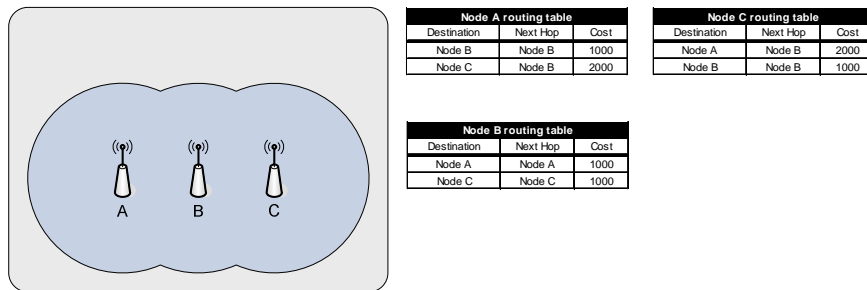 Node A routing table
Destination Next Hop Cost
Node B Node B 1000
Node C Node B 2000
Node C routing table
Destination Next Hop Cost
Node A Node B 2000
Node B Node B 1000
Node B routing table
Destination Next Hop Cost
Node A Node A 1000
Node C Node C 1000
A B C